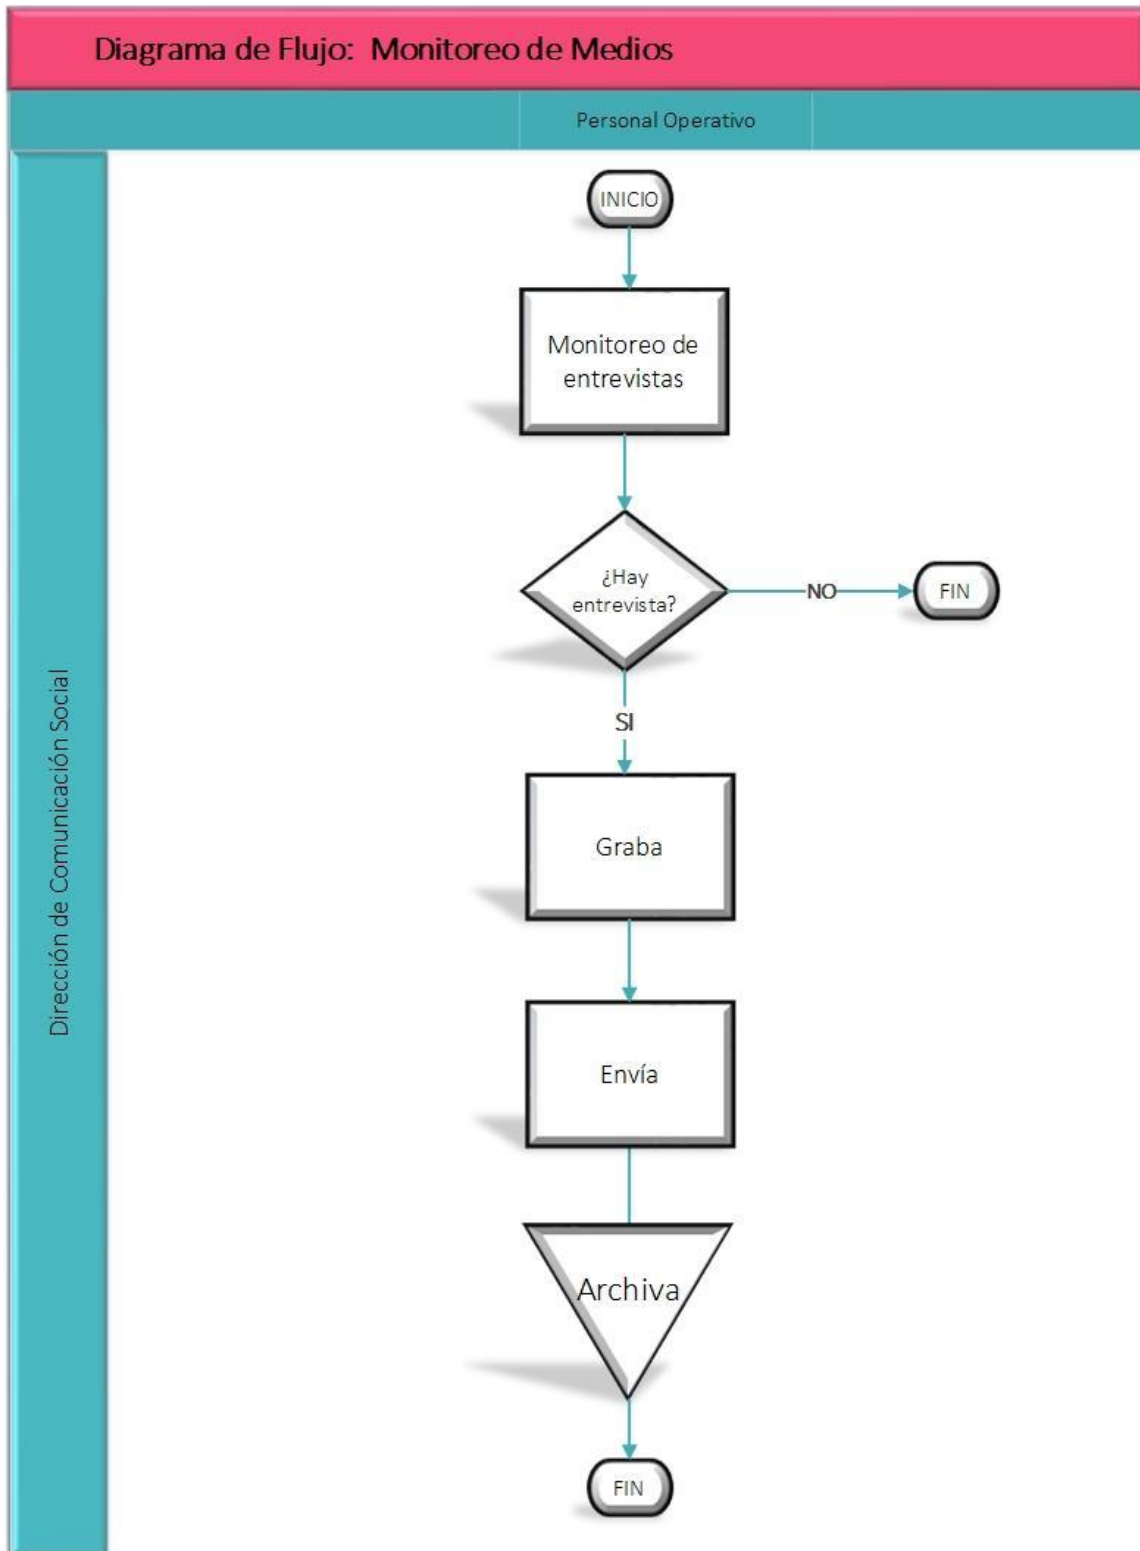 Diagrama de Flujo: Monitoreo de Medios
Personal Operativo
Dirección de Comunicación Social
INICIO
Monitoreo de
entrevistas
¿Hay
entrevista?
NO
FIN
SI
Graba
Envía
Archiva
FIN